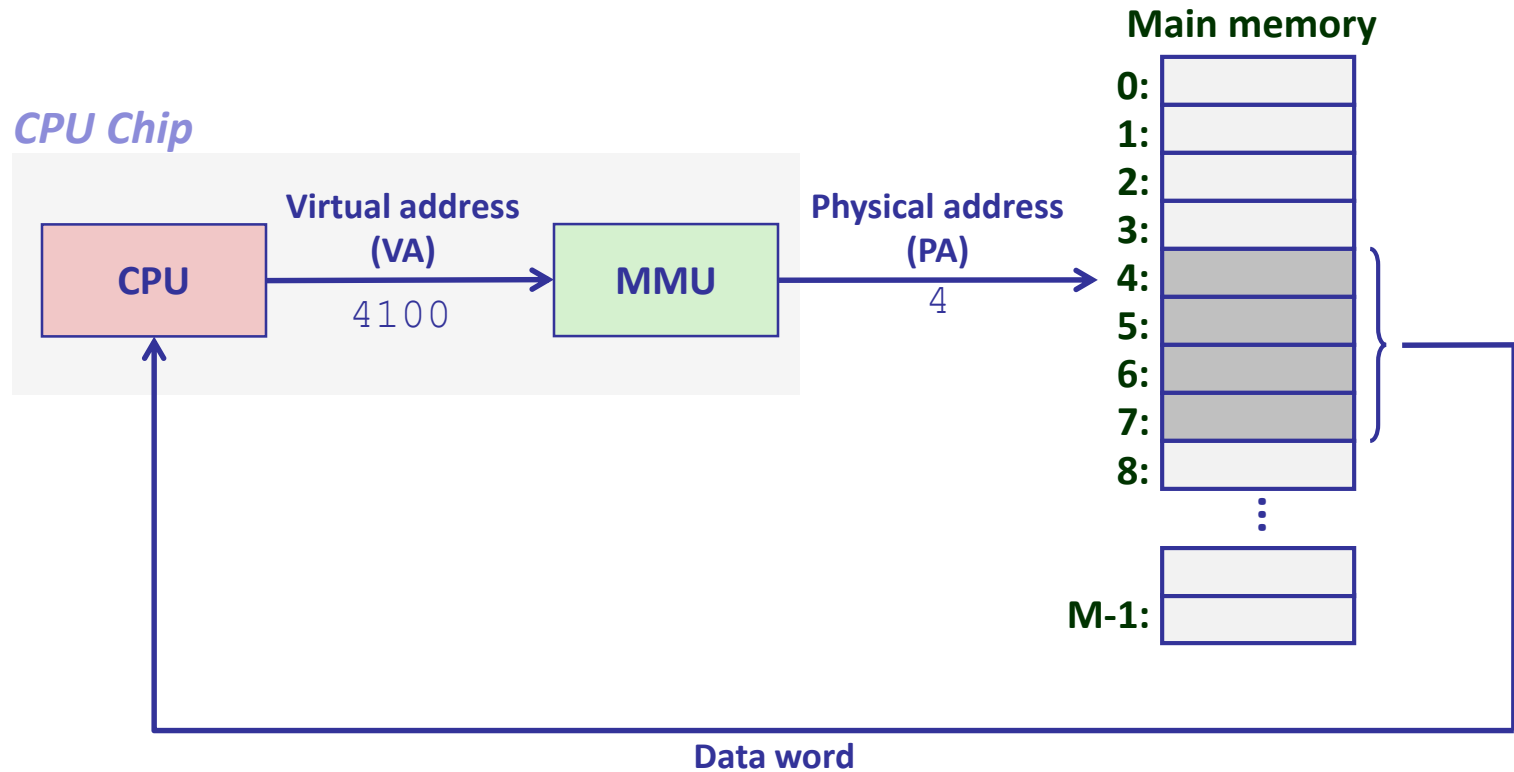 Main memory
CPU Chip
Virtual address
(VA)
Physical address
(PA)
CPU
4100
MMU
4
0:
1:
2:
3:
4:
5:
6:
7:
8:
...
M-1:
Data word